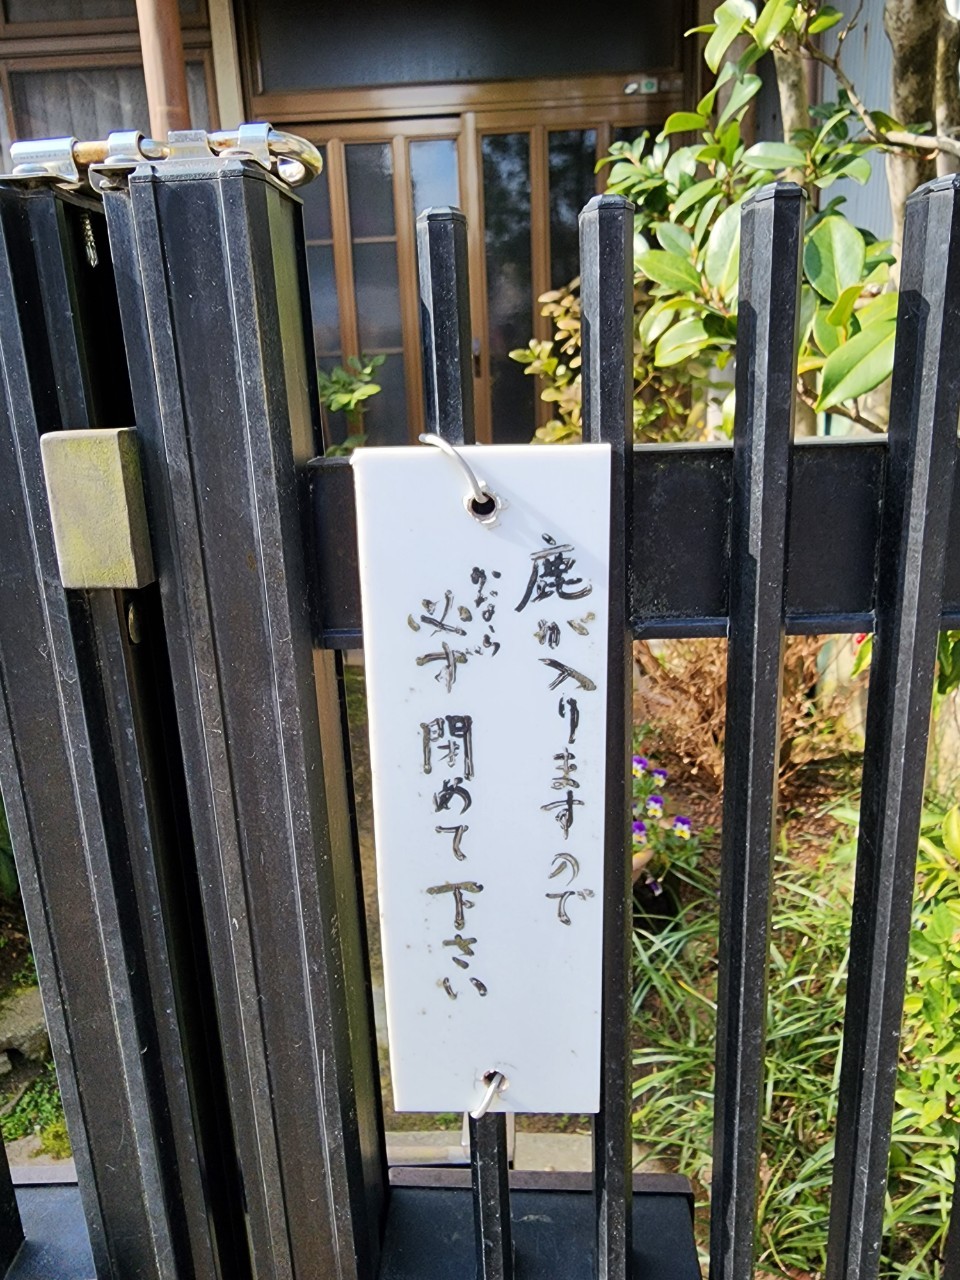 鹿が入りますので
かならず
必ず閉めて下さい